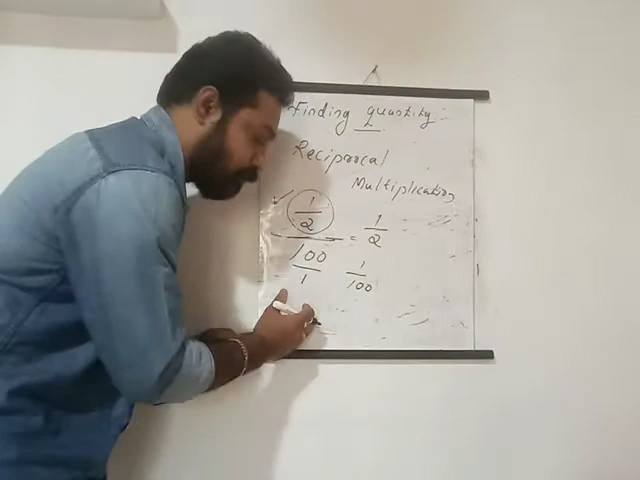 Finding quantity
Reciprocal
Multiplication
1/2 = 1/2
100/1 1/100